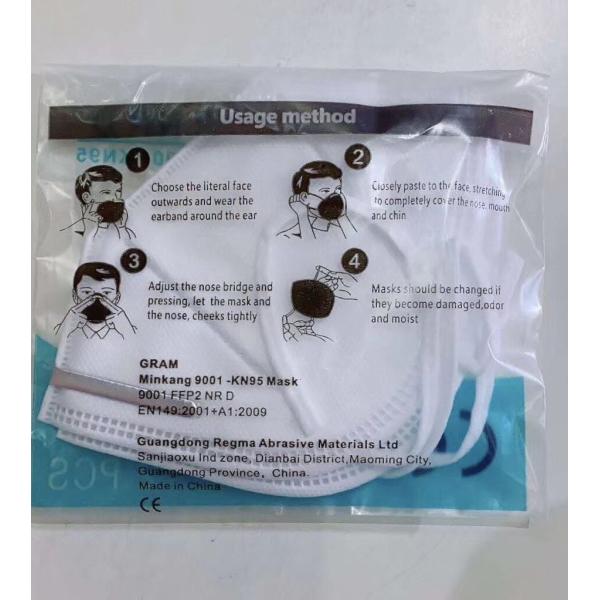 Usage method
KN95
1
Choose the literal face
outwards and wear the
earband around the ear
2
Closely paste to the face, stretching
to completely cover the nose, mouth
and chin
3
Adjust the nose bridge and
pressing, let the mask and
the nose, cheeks tightly
4
Masks should be changed if
they become damaged,odor
and moist
GRAM
Minkang 9001 -KN95 Mask
9001 FFP2 NR D
EN149:2001+A1:2009
Guangdong Regma Abrasive Materials Ltd
Sanjiaoxu Ind zone, Dianbai District,Maoming City,
Guangdong Province, China.
Made in China
CE
PCS